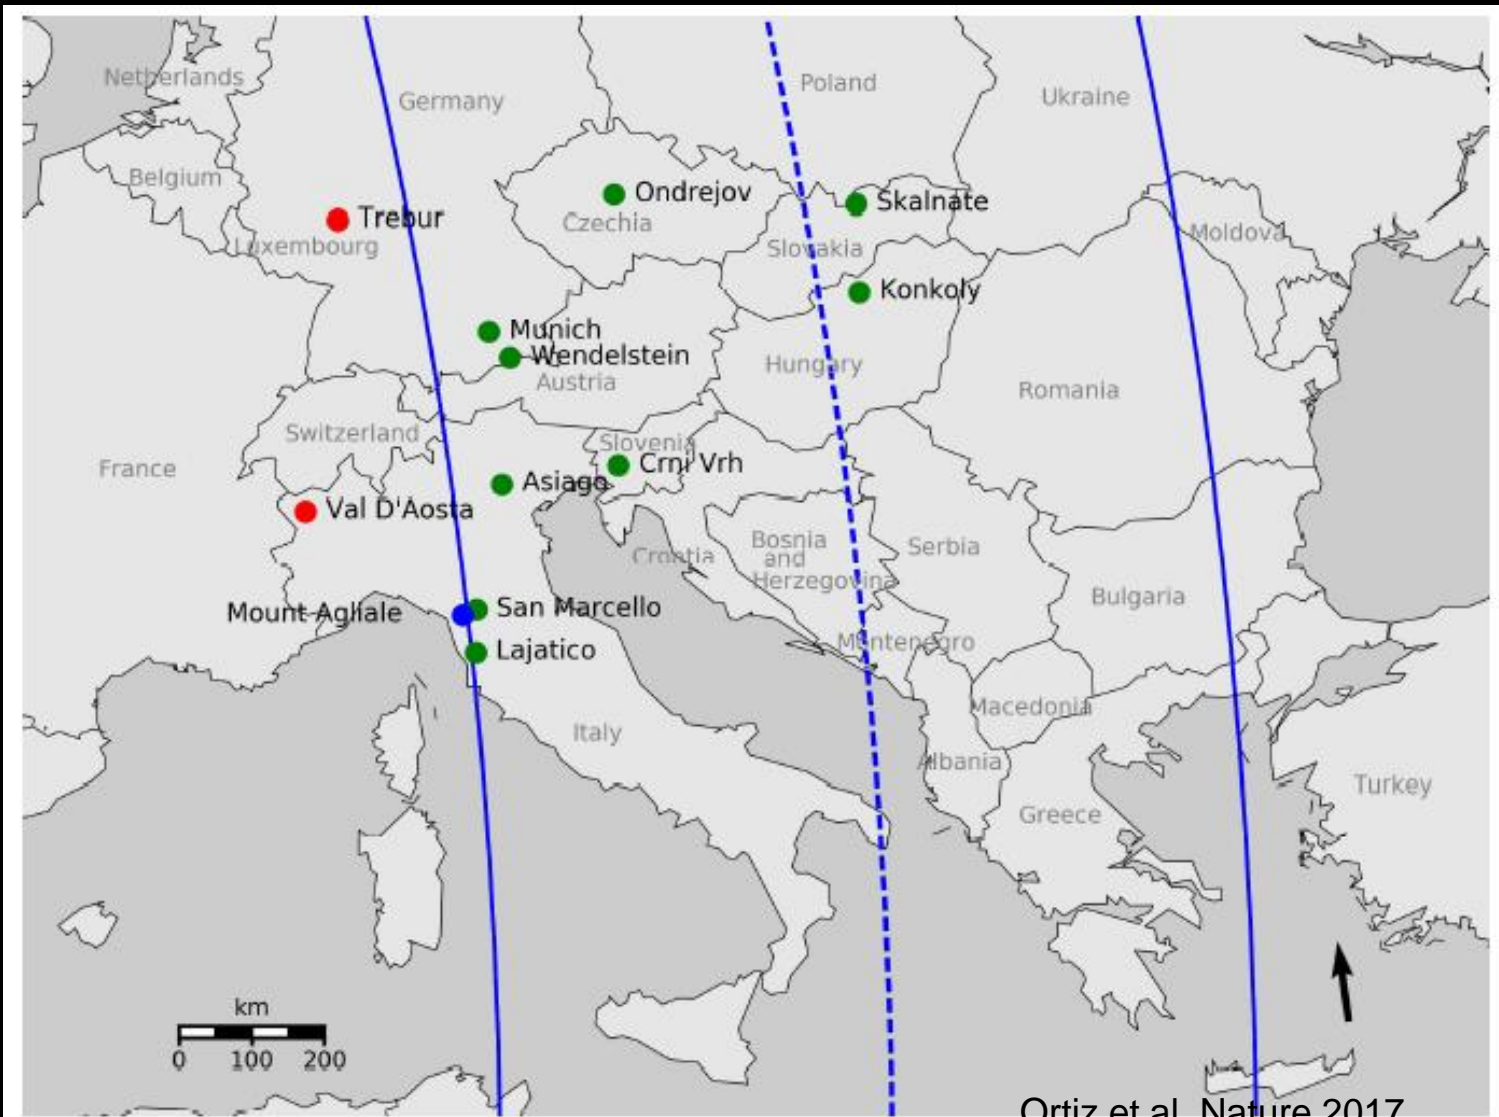 Netherlands
Germany
Poland
Ukraine
Belgium
Ondrejov
Skalnate
Trebur
Czechia
Moldova
Luxembourg
Slovakia
Konkoly
Munich
Wendelstein
Hungary
Austria
Romania
Switzerland
Slovenia
Crni Vrh
France
Asiago
Val D'Aosta
Bosnia
and
Herzegovina
Serbia
Croatia
Bulgaria
Mount Agliale
San Marcello
Montenegro
Lajatico
Macedonia
Italy
Albania
Turkey
Greece
km
0 100 200
Ortiz et al. Nature 2017